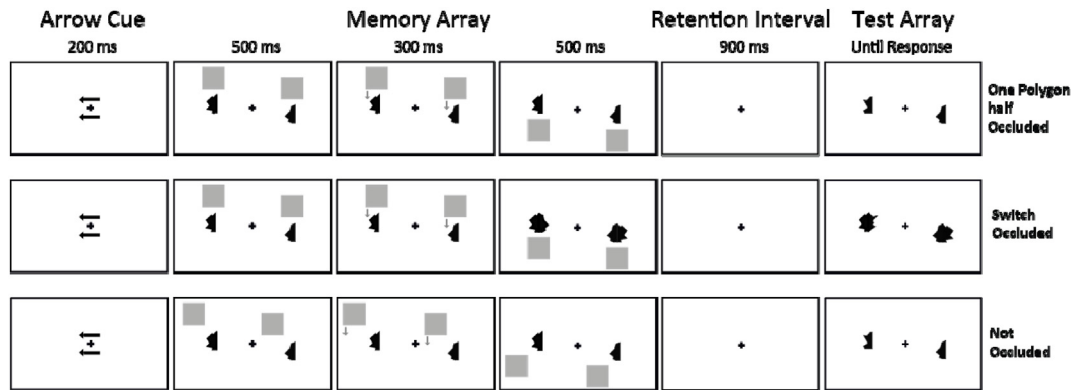 Arrow Cue Memory Array Retention Interval Test Array
200 ms 500 ms 300 ms 500 ms 900 ms Until Response
One Polygon
half
Occluded
Switch
Occluded
Not
Occluded